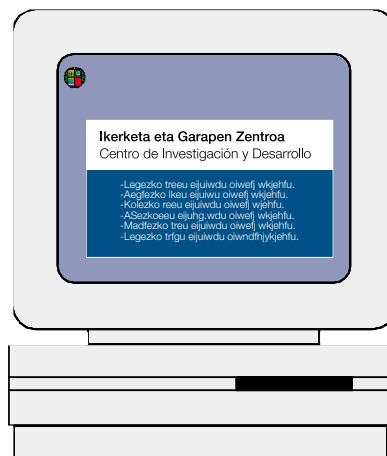 Ikerketa eta Garapen Zentroa
Centro de Investigación y Desarrollo
-Legezko treeu eijuiwdu oiwefj wkjehfu.
-Aegfezko lkeu eijuiwu oiwefj wkjehfu.
-Kolezko reeu eijuiwdu oiwefj wjehfu.
-ASezkoeeu eijuhg.wdu oiwefj wkjehfu.
-Madfezko treu eijuiwdu oiwefj wkjehfu.
-Legezko trfgu eijuiwdu oiwndfhjykjehfu.